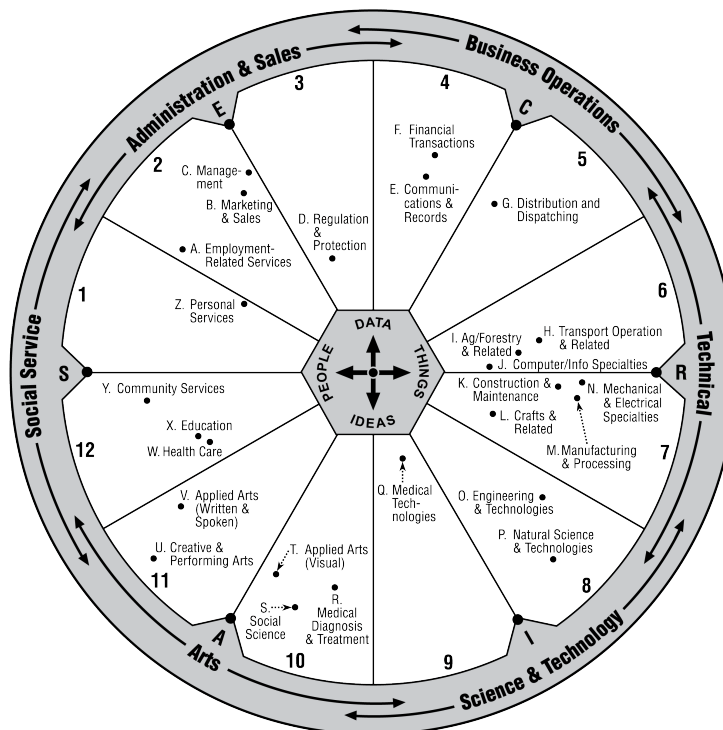 Administration & Sales
Business Operations
Technical
Science & Technology
Arts
Social Service
E
C
R
I
A
S
1
2
3
4
5
6
7
8
9
10
11
12
DATA
THINGS
IDEAS
PEOPLE
C. Manage-
ment
B. Marketing
& Sales
A. Employment-
Related Services
Z. Personal
Services
D. Regulation
&
Protection
F. Financial
Transactions
E. Communi-
cations &
Records
G. Distribution and
Dispatching
H. Transport Operation
& Related
I. Ag/Forestry
& Related
J. Computer/Info Specialties
K. Construction &
Maintenance
L. Crafts &
Related
N. Mechanical
& Electrical
Specialties
M. Manufacturing
& Processing
O. Engineering
& Technologies
P. Natural Science
& Technologies
Q. Medical
Tech-
nologies
R.
Medical
Diagnosis
& Treatment
S.
Social
Science
T. Applied Arts
(Visual)
U. Creative &
Performing Arts
V. Applied Arts
(Written &
Spoken)
W. Health Care
X. Education
Y. Community Services